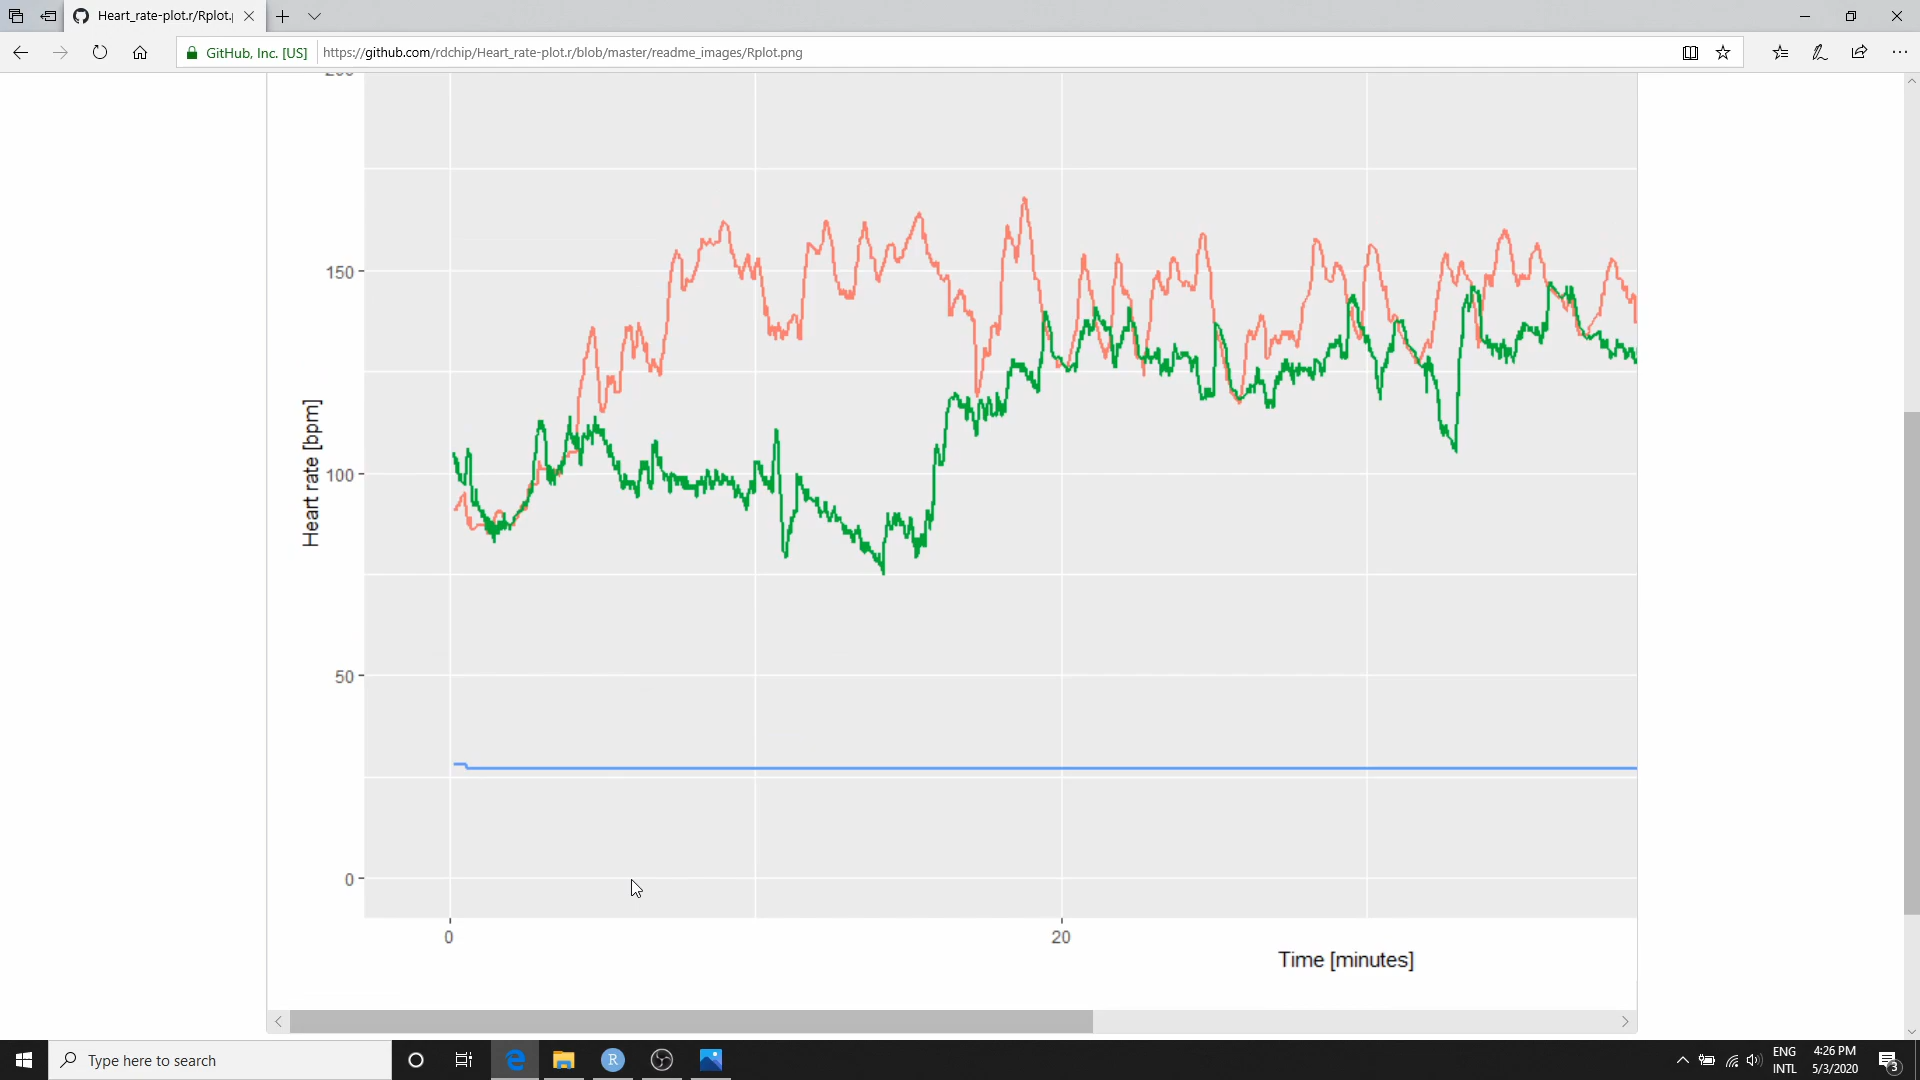 Heart_rate-plot.r/Rplot.
GitHub, Inc. [US]
https://github.com/rdchip/Heart_rate-plot.r/blob/master/readme_images/Rplot.png
200
150
100
50
0
Heart rate [bpm]
0
20
Time [minutes]
Type here to search
R
ENG
INTL
4:26 PM
5/3/2020
3